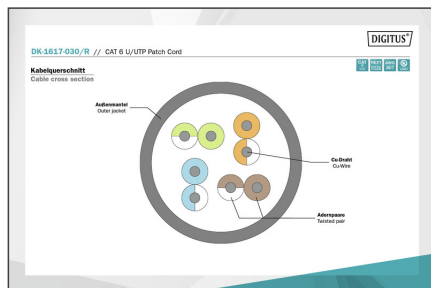 DIGITUS®
DK-1617-030/R // CAT 6 U/UTP Patch Cord
Kabelquerschnitt
Cable cross section
Außenmantel
Outer jacket
Cu-Draht
Cu-Wire
Adernpaare
Twisted pair